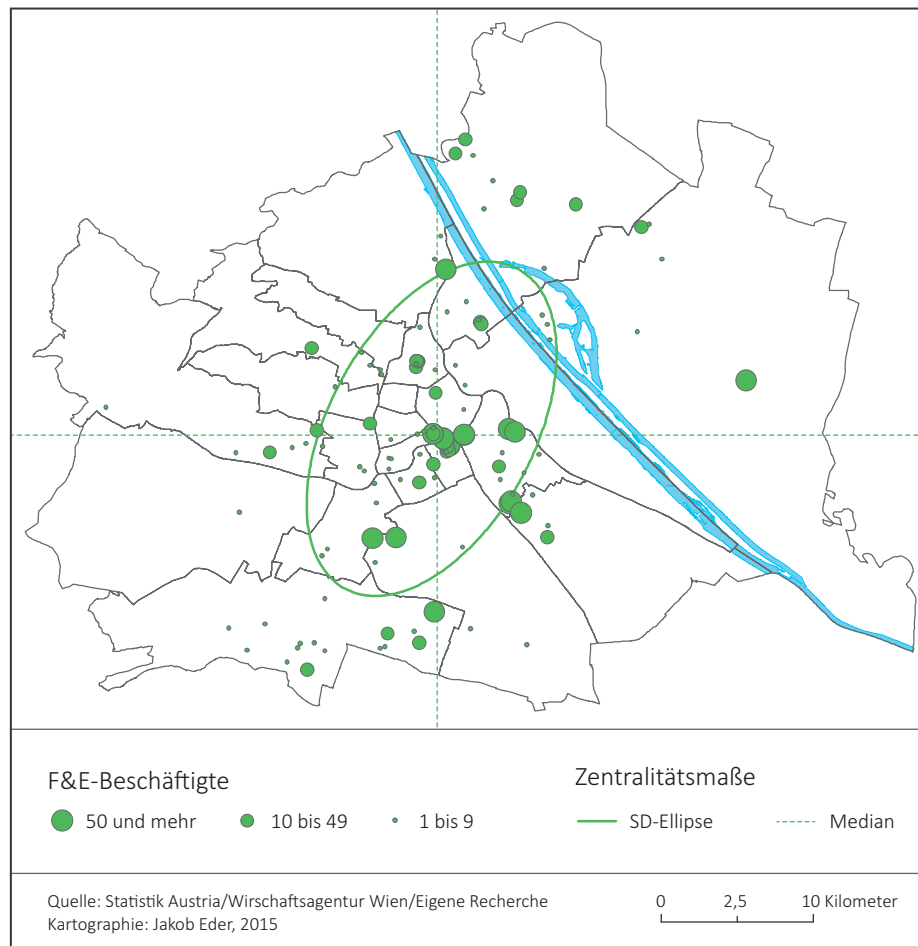 F&E-Beschäftigte
50 und mehr
10 bis 49
1 bis 9
Zentralitätsmaße
SD-Ellipse
Median
Quelle: Statistik Austria/Wirschaftsagentur Wien/Eigene Recherche
Kartographie: Jakob Eder, 2015
0 2,5 10 Kilometer